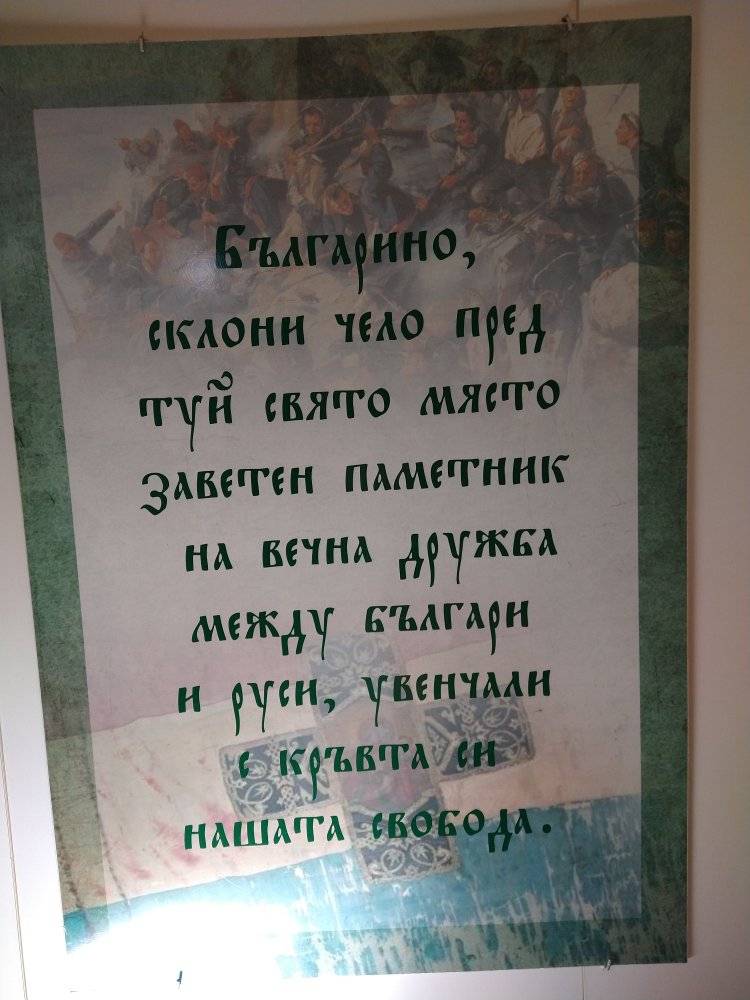 Българино,
склони чело пред
туй свято място
Заветен паметник
на вечна дружба
между българи
и руси, увенчали
с кръвта си
нашата свобода.